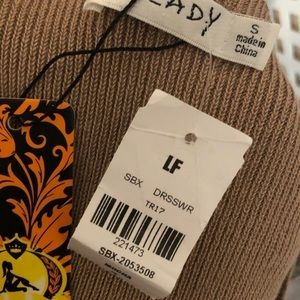 LADY
S
made in
China
LF
SBX DRSSWR
TR17
221473
SBX-2053508